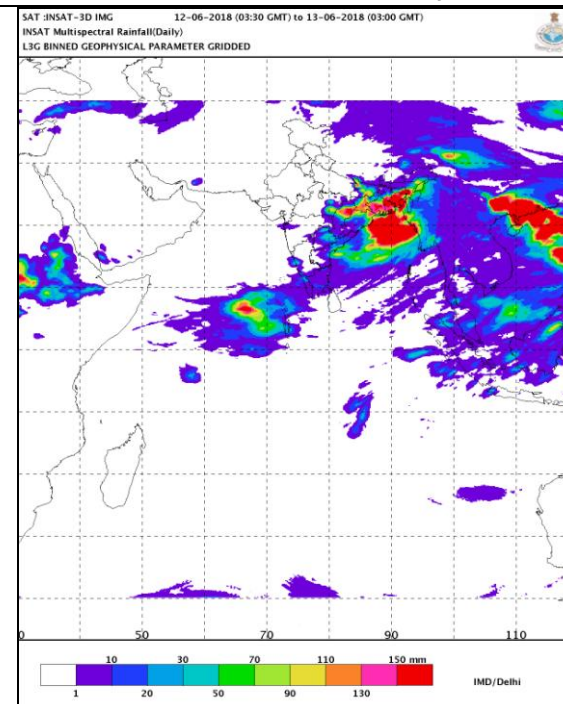 SAT :INSAT-3D IMG 12-06-2018 (03:30 GMT) to 13-06-2018 (03:00 GMT)
INSAT Multispectral Rainfall(Daily)
L3G BINNED GEOPHYSICAL PARAMETER GRIDDED
0 50 70 90 110
10 30 70 110 150 mm
1 20 50 90 130
IMD/Delhi